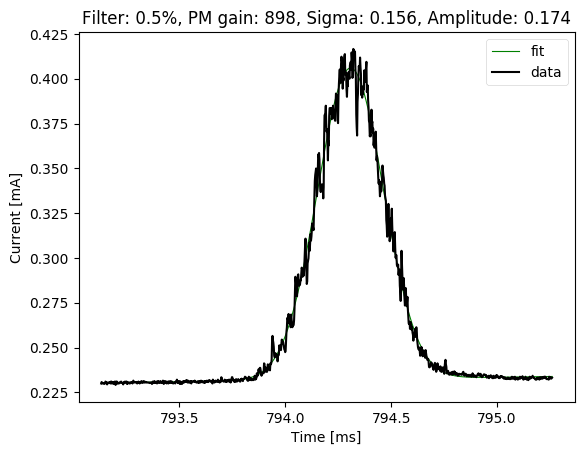 Filter: 0.5%, PM gain: 898, Sigma: 0.156, Amplitude: 0.174
fit
data
0.425
0.400
0.375
0.350
0.325
0.300
0.275
0.250
0.225
Current [mA]
793.5
794.0
794.5
795.0
Time [ms]